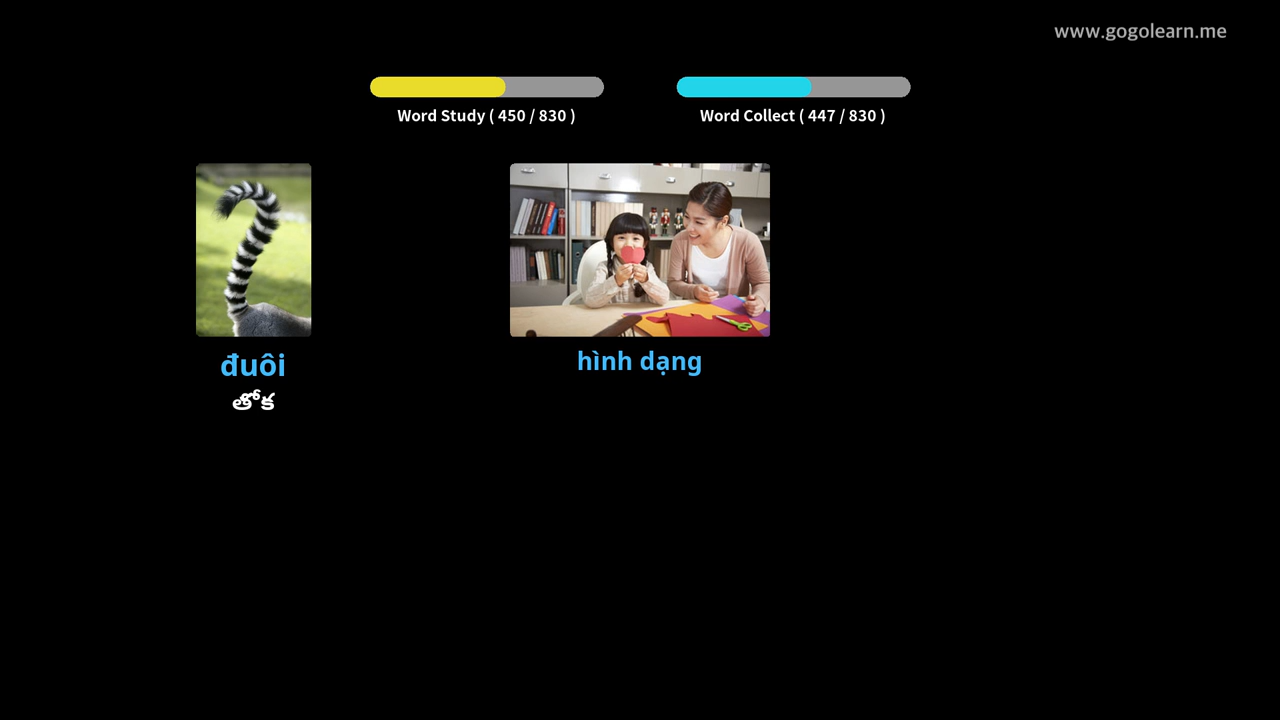 www.gogolearn.me
Word Study ( 450 / 830 )
Word Collect ( 447 / 830 )
đuôi
తోక
hình dạng